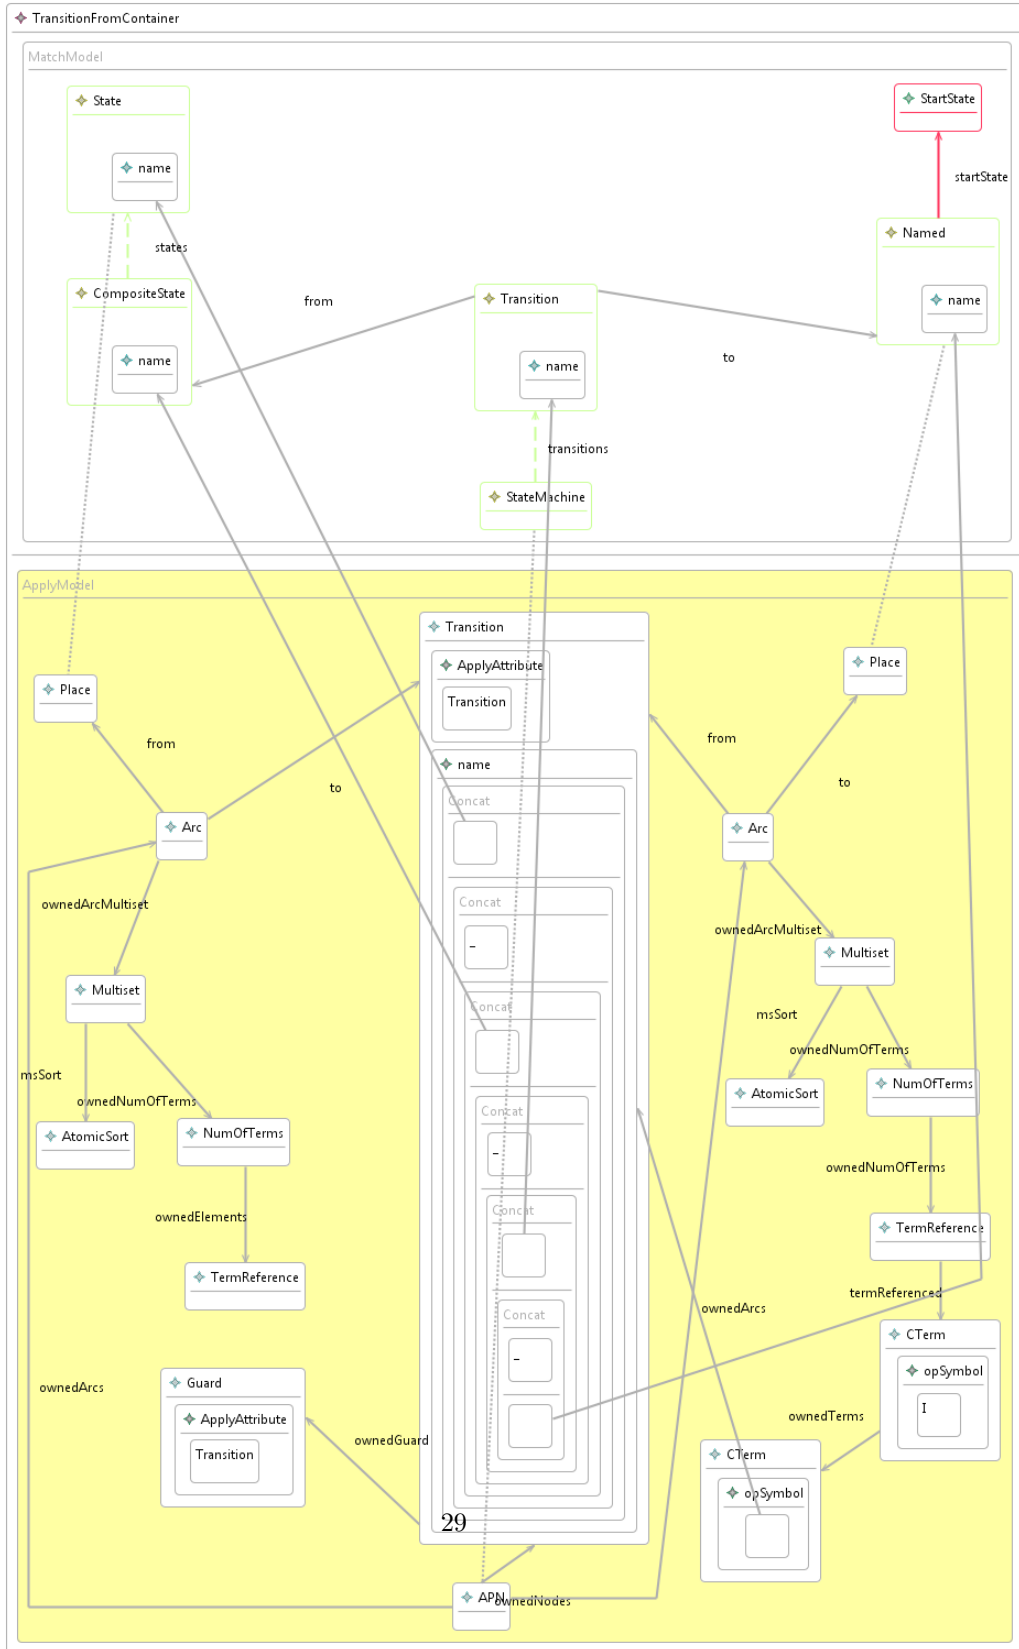 TransitionFromContainer
MatchModel
State
StartState
name
startState
Named
states
CompositeState
from
Transition
name
name
to
name
transitions
StateMachine
ApplyModel
Transition
Place
ApplyAttribute
Place
Transition
from
from
name
to
to
Concat
Arc
Arc
ownedArcMultiset
Concat
ownedArcMultiset
-
Multiset
Multiset
Concat
msSort
ownedNumOfTerms
msSort
NumOfTerms
AtomicSort
ownedNumOfTerms
Concat
AtomicSort
NumOfTerms
-
ownedNumOfTerms
Concat
ownedElements
TermReference
TermReference
termReferenced
ownedArcs
Concat
CTerm
-
opSymbol
Guard
ownedArcs
I
ApplyAttribute
ownedTerms
Transition
ownedGuard
CTerm
opSymbol
29
APN
ownedNodes